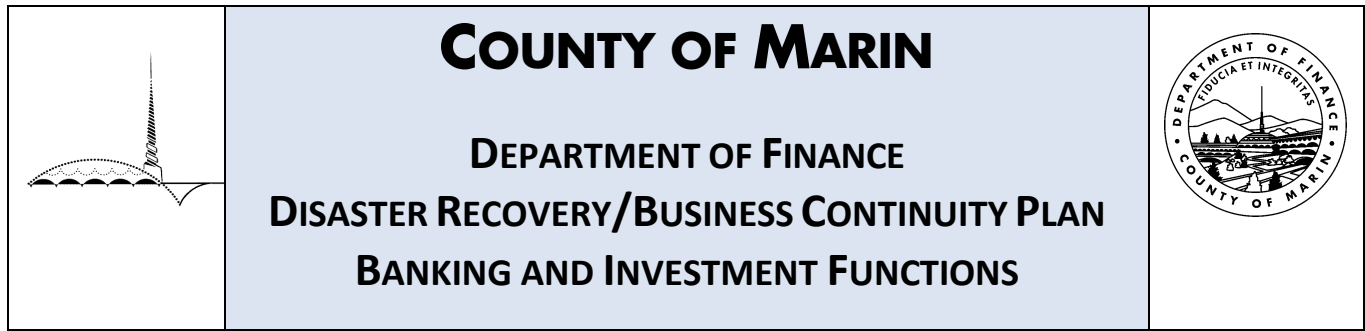 COUNTY OF MARIN
DEPARTMENT OF FINANCE
DISASTER RECOVERY/BUSINESS CONTINUITY PLAN
BANKING AND INVESTMENT FUNCTIONS
DEPARTMENT OF FINANCE
FIDUCIA ET INTEGRITAS
COUNTY OF MARIN